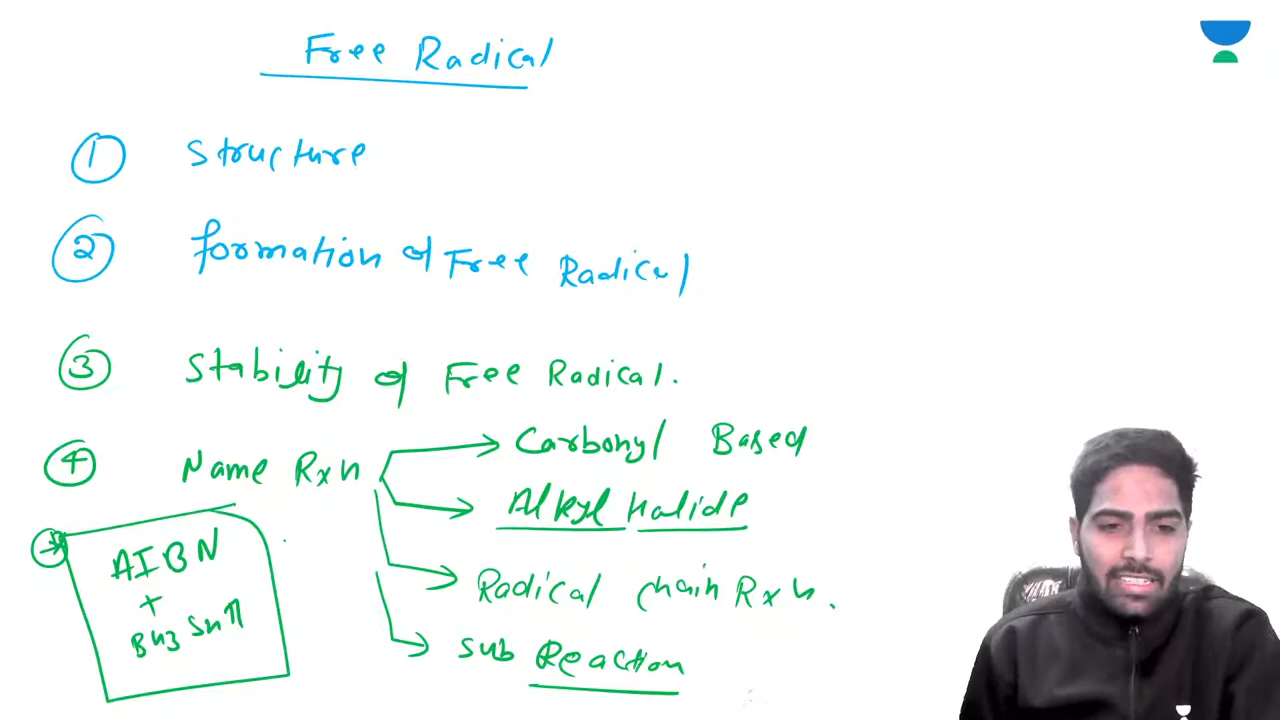 Free Radical
① Structure
② formation of Free Radical
③ Stability of Free Radical.
④ Name Rxn
Carbonyl Based
Alkyl Halide
Radical chain Rxn.
Sub Reaction
AIBN
+
Bu3SnH